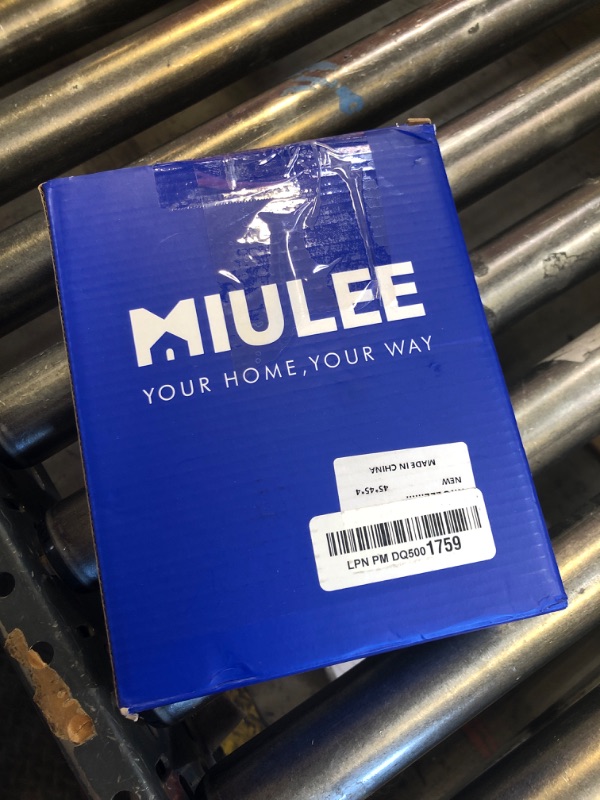 MIULEE
YOUR HOME, YOUR WAY
MADE IN CHINA
NEW
45*45*4
LPN PM DQ5001759